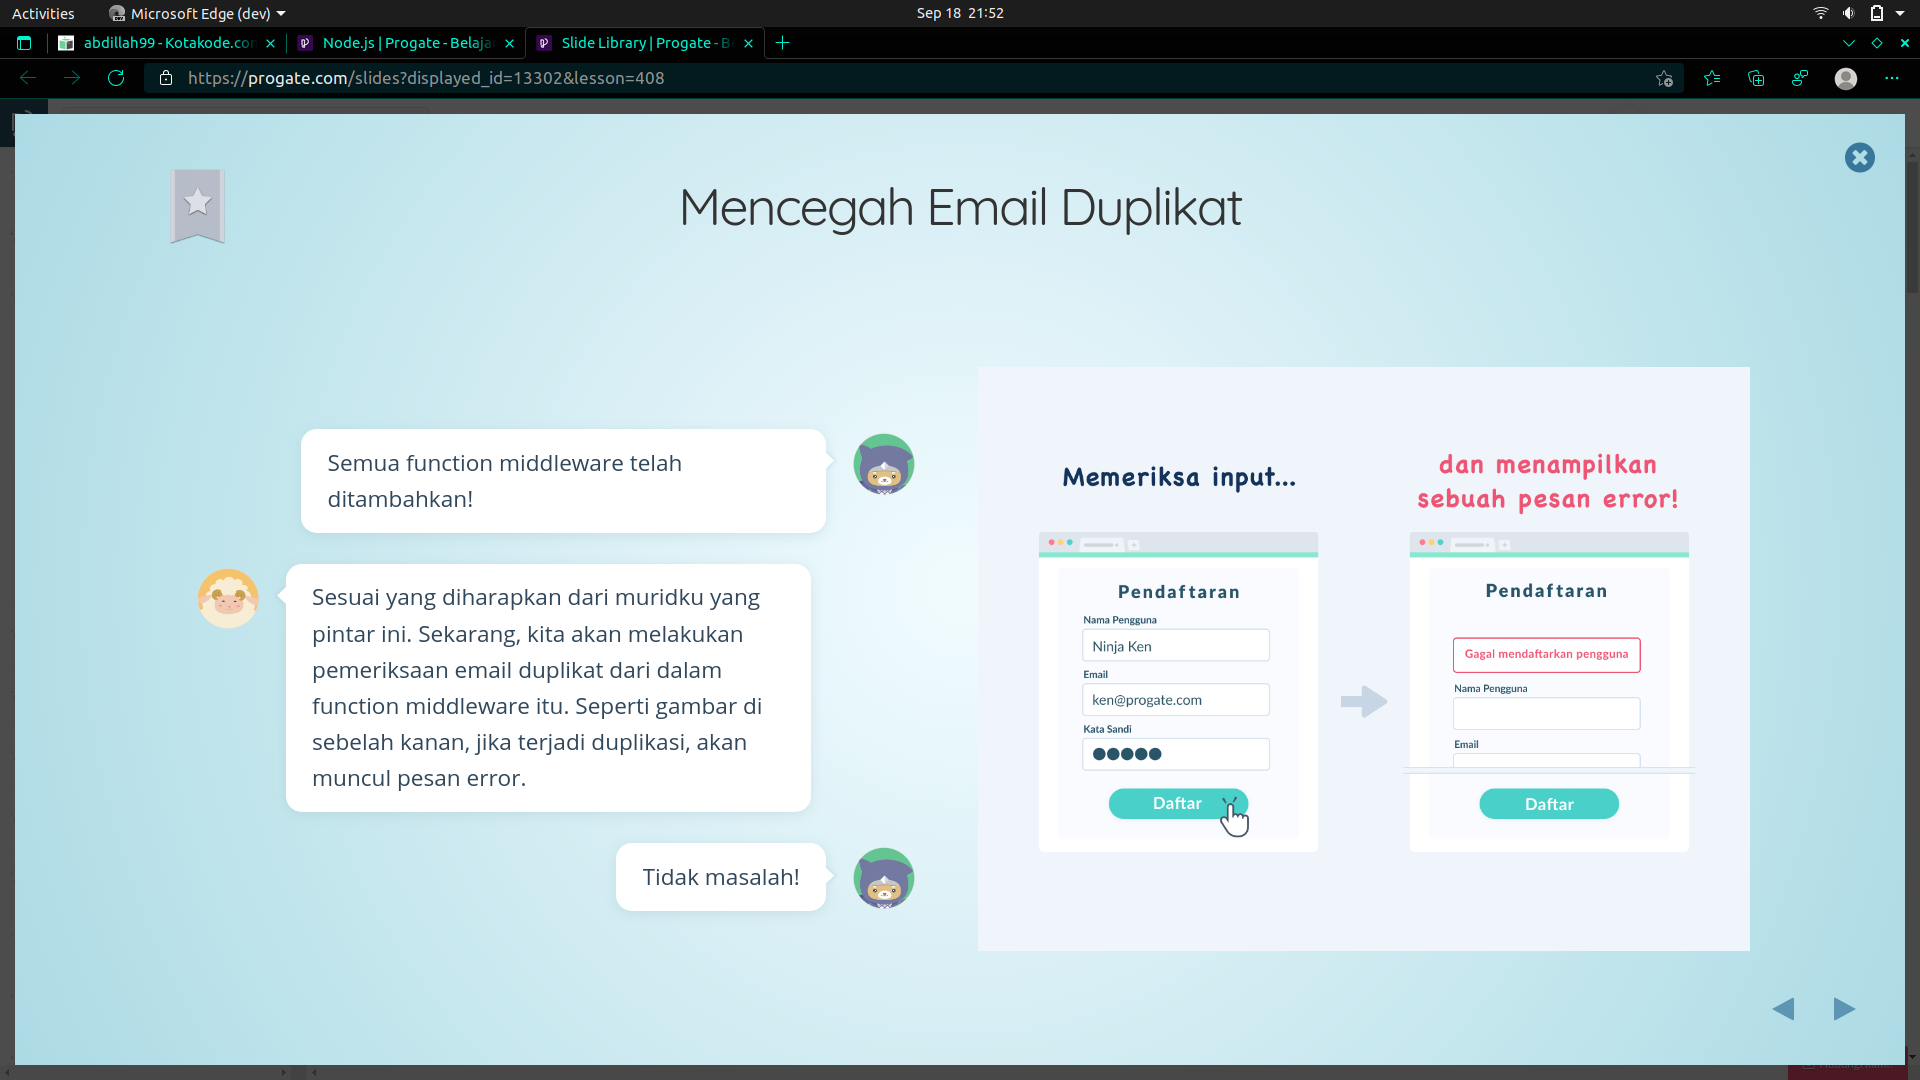 Activities
Microsoft Edge (dev)
Sep 18 21:52
abdillah99 - Kotakode.com
Node.js | Progate - Belaja
Slide Library | Progate - B
https://progate.com/slides?displayed_id=13302&lesson=408
Mencegah Email Duplikat
Semua function middleware telah
ditambahkan!
Sesuai yang diharapkan dari muridku yang
pintar ini. Sekarang, kita akan melakukan
pemeriksaan email duplikat dari dalam
function middleware itu. Seperti gambar di
sebelah kanan, jika terjadi duplikasi, akan
muncul pesan error.
Tidak masalah!
Memeriksa input...
Pendaftaran
Nama Pengguna
Ninja Ken
Email
ken@progate.com
Kata Sandi
Daftar
dan menampilkan
sebuah pesan error!
Pendaftaran
Gagal mendaftarkan pengguna
Nama Pengguna
Email
Daftar